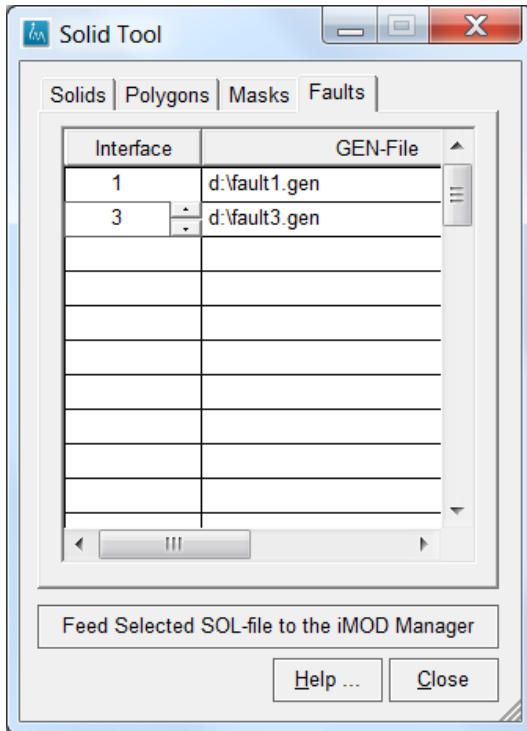 Solid Tool
Solids Polygons Masks Faults
Interface GEN-File
1 d:\fault1.gen
3 d:\fault3.gen
Feed Selected SOL-file to the iMOD Manager
Help ... Close